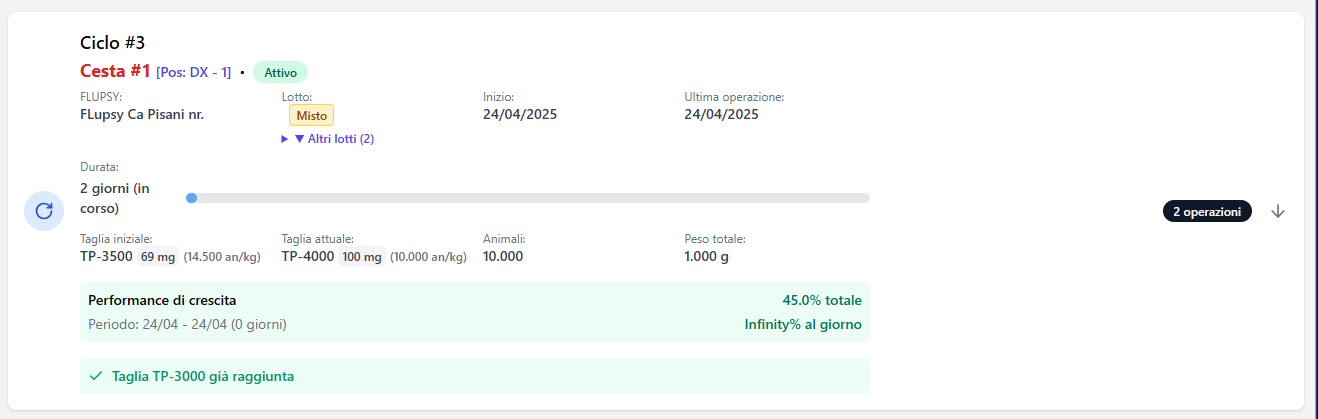 Ciclo #3
Cesta #1 [Pos: DX - 1] • Attivo
FLUPSY: Lotto: Inizio: Ultima operazione:
FLupsy Ca Pisani nr. Misto 24/04/2025 24/04/2025
▶ ▼ Altri lotti (2)
Durata:
2 giorni (in
corso)
2 operazioni
Taglia iniziale: Taglia attuale: Animali: Peso totale:
TP-3500 69 mg (14.500 an/kg) TP-4000 100 mg (10.000 an/kg) 10.000 1.000 g
Performance di crescita 45.0% totale
Periodo: 24/04 - 24/04 (0 giorni) Infinity% al giorno
Taglia TP-3000 già raggiunta